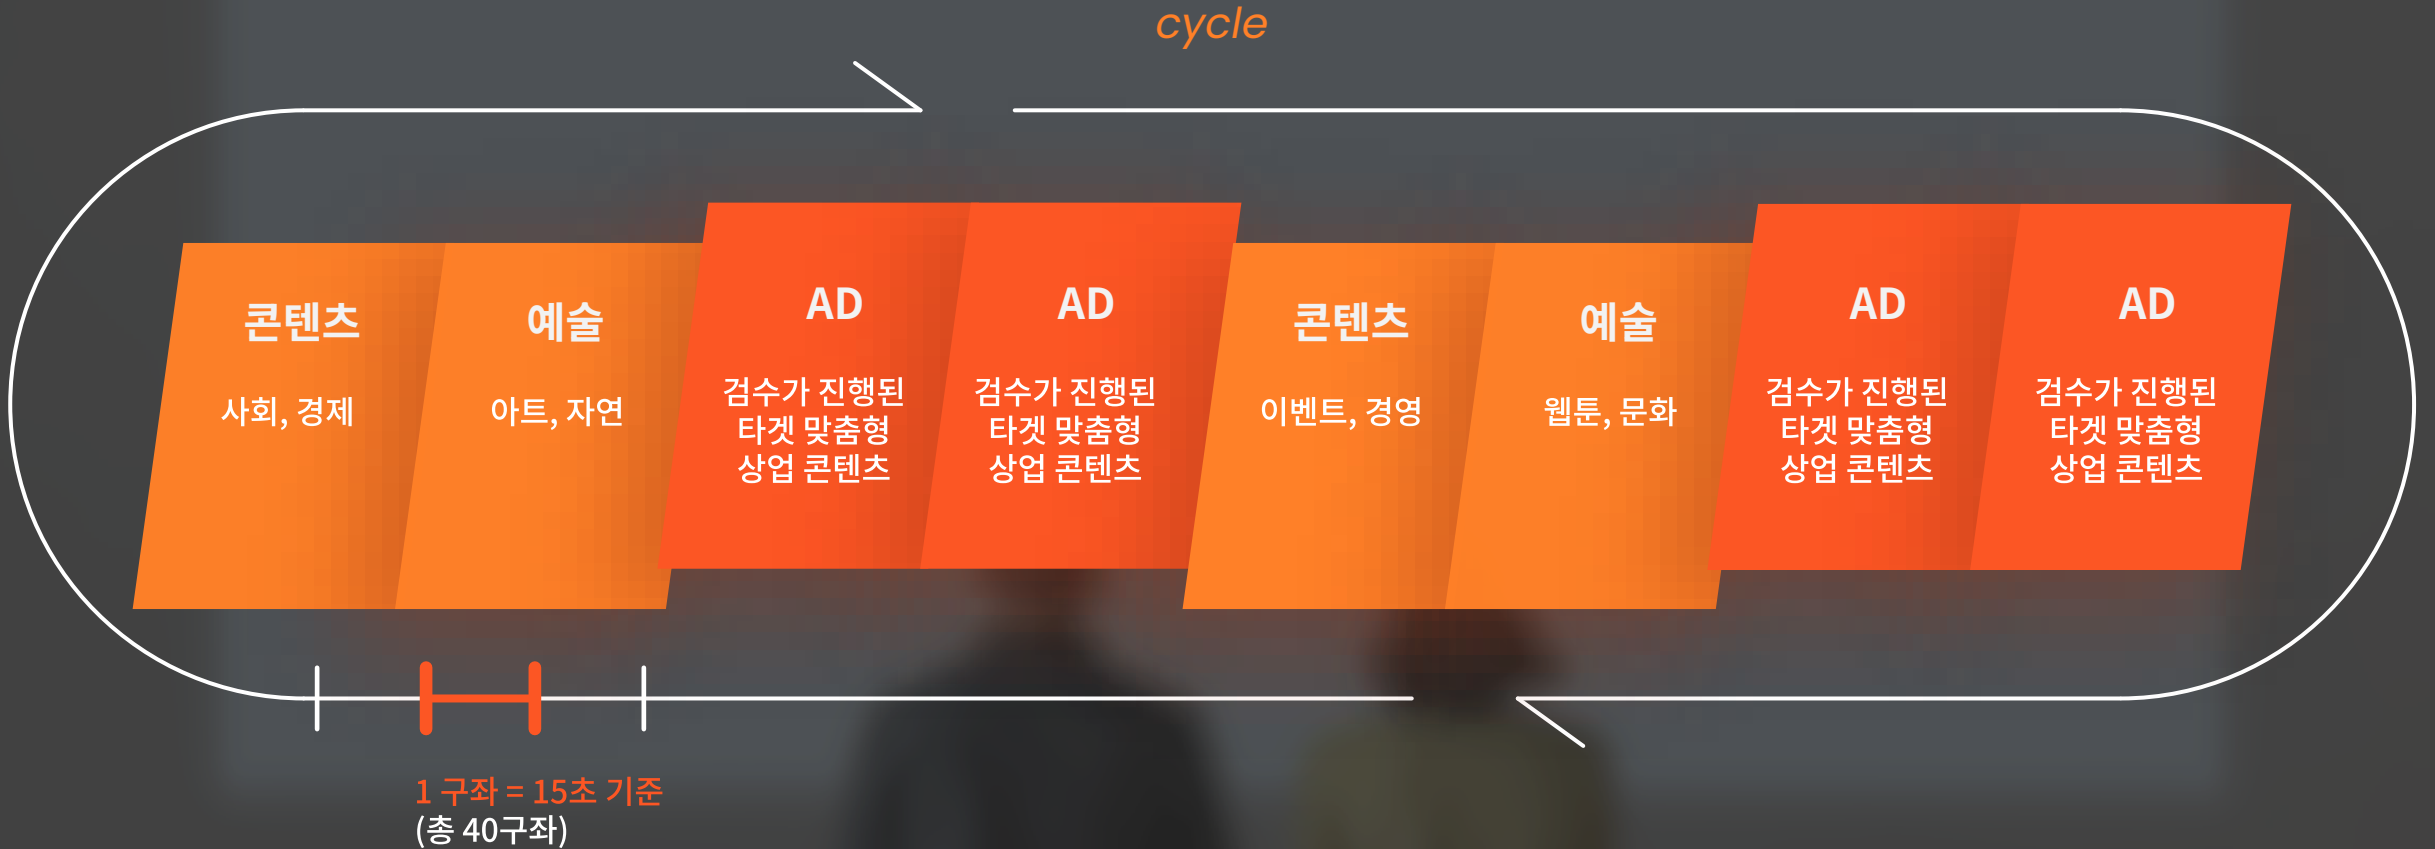 cycle
콘텐츠
사회, 경제
예술
아트, 자연
AD
검수가 진행된
타겟 맞춤형
상업 콘텐츠
AD
검수가 진행된
타겟 맞춤형
상업 콘텐츠
콘텐츠
이벤트, 경영
예술
웹툰, 문화
AD
검수가 진행된
타겟 맞춤형
상업 콘텐츠
AD
검수가 진행된
타겟 맞춤형
상업 콘텐츠
1 구좌 = 15초 기준
(총 40구좌)